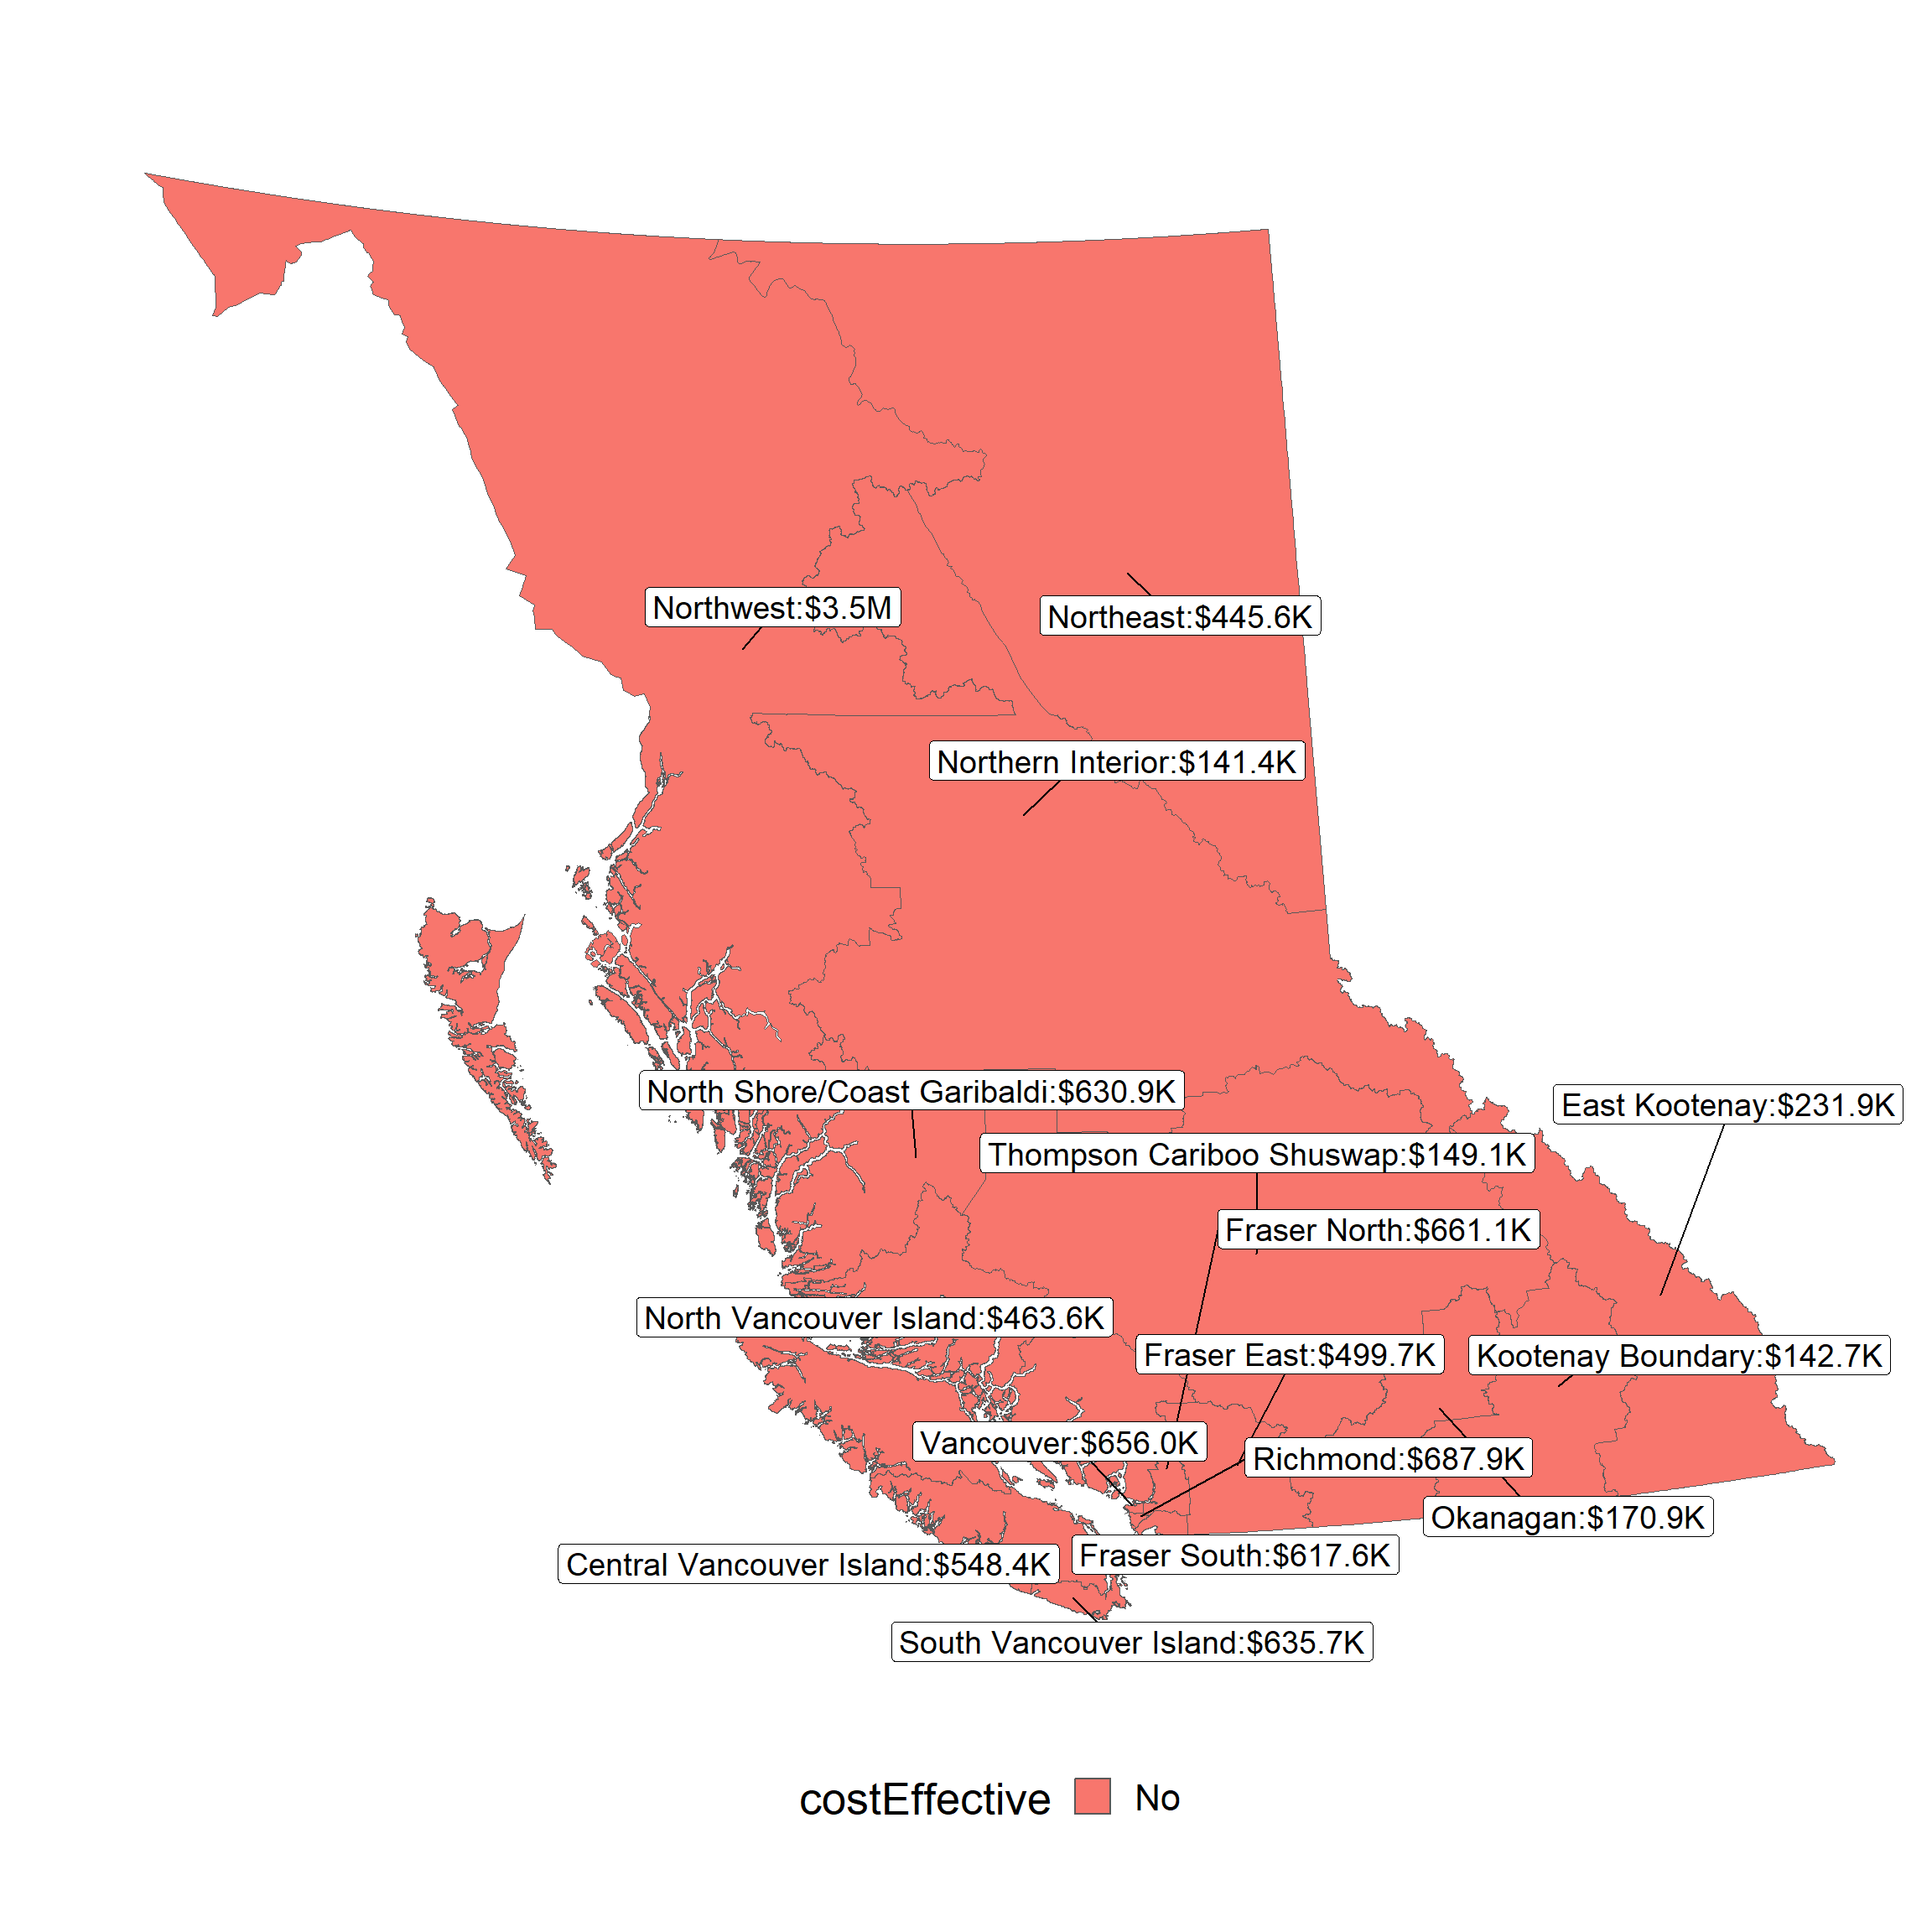 Northwest:$3.5M
Northeast:$445.6K
Northern Interior:$141.4K
North Shore/Coast Garibaldi:$630.9K
East Kootenay:$231.9K
Thompson Cariboo Shuswap:$149.1K
Fraser North:$661.1K
North Vancouver Island:$463.6K
Fraser East:$499.7K
Kootenay Boundary:$142.7K
Vancouver:$656.0K
Richmond:$687.9K
Okanagan:$170.9K
Central Vancouver Island:$548.4K
Fraser South:$617.6K
South Vancouver Island:$635.7K
costEffective No